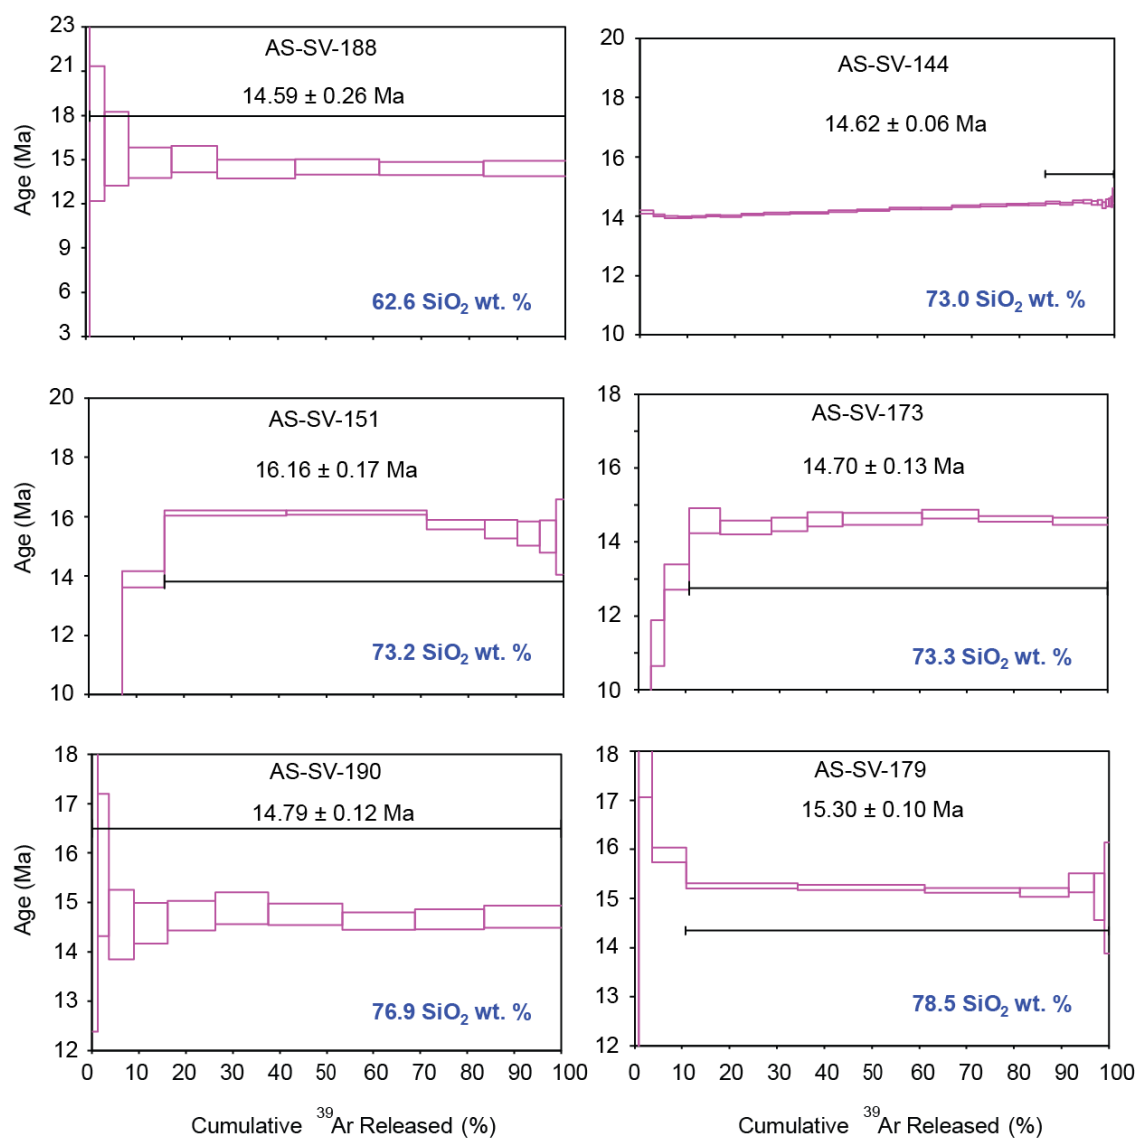 AS-SV-188
14.59 ± 0.26 Ma
62.6 SiO₂ wt. %
Age (Ma)
23
21
18
15
12
9
6
3
AS-SV-144
14.62 ± 0.06 Ma
73.0 SiO₂ wt. %
20
18
16
14
12
10
AS-SV-151
16.16 ± 0.17 Ma
73.2 SiO₂ wt. %
Age (Ma)
20
18
16
14
12
10
AS-SV-173
14.70 ± 0.13 Ma
73.3 SiO₂ wt. %
18
16
14
12
10
AS-SV-190
14.79 ± 0.12 Ma
76.9 SiO₂ wt. %
Age (Ma)
18
17
16
15
14
13
12
0 10 20 30 40 50 60 70 80 90 100
Cumulative ³⁹Ar Released (%)
AS-SV-179
15.30 ± 0.10 Ma
78.5 SiO₂ wt. %
18
17
16
15
14
13
12
0 10 20 30 40 50 60 70 80 90 100
Cumulative ³⁹Ar Released (%)